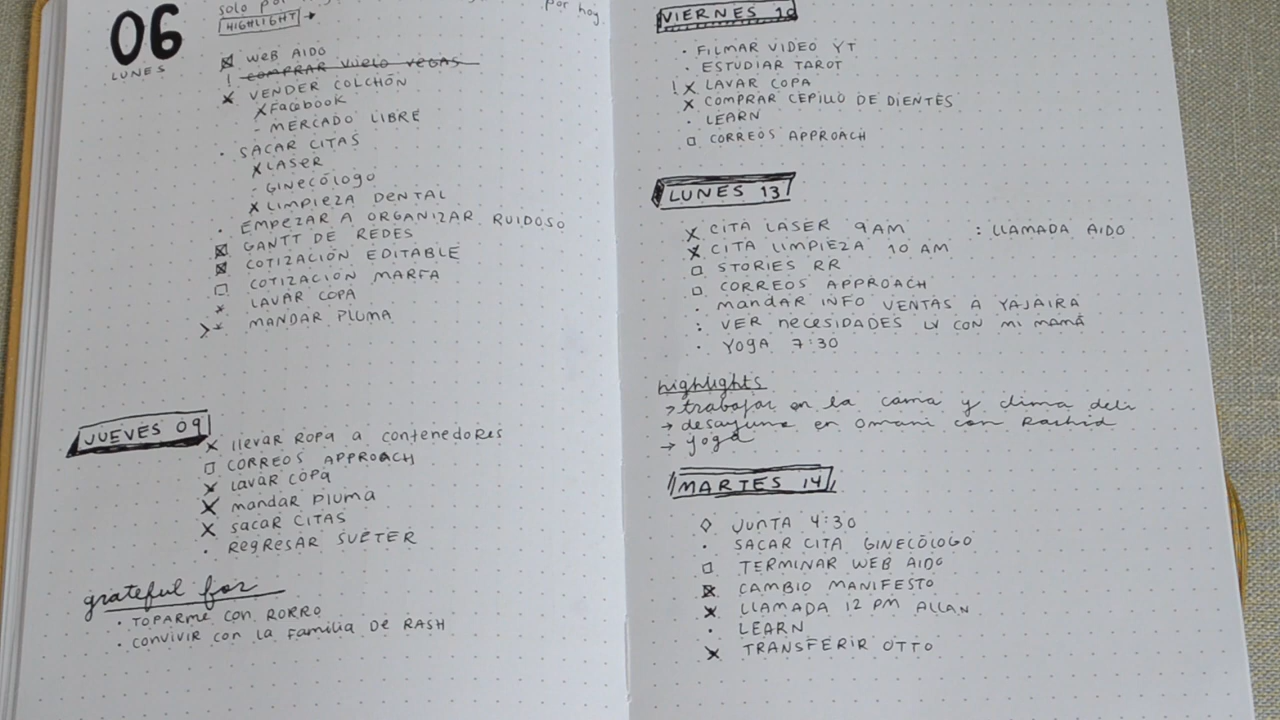 solo por
por hoy
06
LUNES
HIGHLIGHT →
WEB AIDO
! COMPRAR VUELO VEGAS
x VENDER COLCHÓN
x Facebook
- MERCADO LIBRE
· SACAR CITAS
x LASER
- GINECÓLOGO
x LIMPIEZA DENTAL
· EMPEZAR A ORGANIZAR RUIDOSO
GANTT DE REDES
COTIZACIÓN EDITABLE
COTIZACIÓN MARFA
x LAVAR COPA
> x MANDAR PLUMA
JUEVES 09
x llevar ROPA a contenedores
CORREOS APPROACH
x LAVAR COPA
x mandar PLUMA
x sacar CITAS
· REGRESAR SUÉTER
grateful for
· TOPARME CON RORRO
· CONVIVIR CON LA FAMILIA DE RASH
VIERNES 10
· FILMAR VIDEO YT
· ESTUDIAR TAROT
! x LAVAR COPA
x COMPRAR CEPILLO DE DIENTES
· LEARN
CORREOS APPROACH
LUNES 13
x CITA LASER 9 AM : LLAMADA AIDO
x CITA LIMPIEZA 10 AM
STORIES RR
CORREOS APPROACH
· mandar INFO VENTAS A YAJAIRA
: VER necesidades LV CON MI MAMÁ
· YOGA 7:30
highlights
→ trabajar en la cama y clima deli
→ desayuno en Omani con Rashid
→ yoga
MARTES 14
◇ JUNTA 4:30
· SACAR CITA GINECÓLOGO
TERMINAR WEB AIDO
CAMBIO MANIFESTO
x LLAMADA 12 PM ALLAN
· LEARN
x TRANSFERIR OTTO